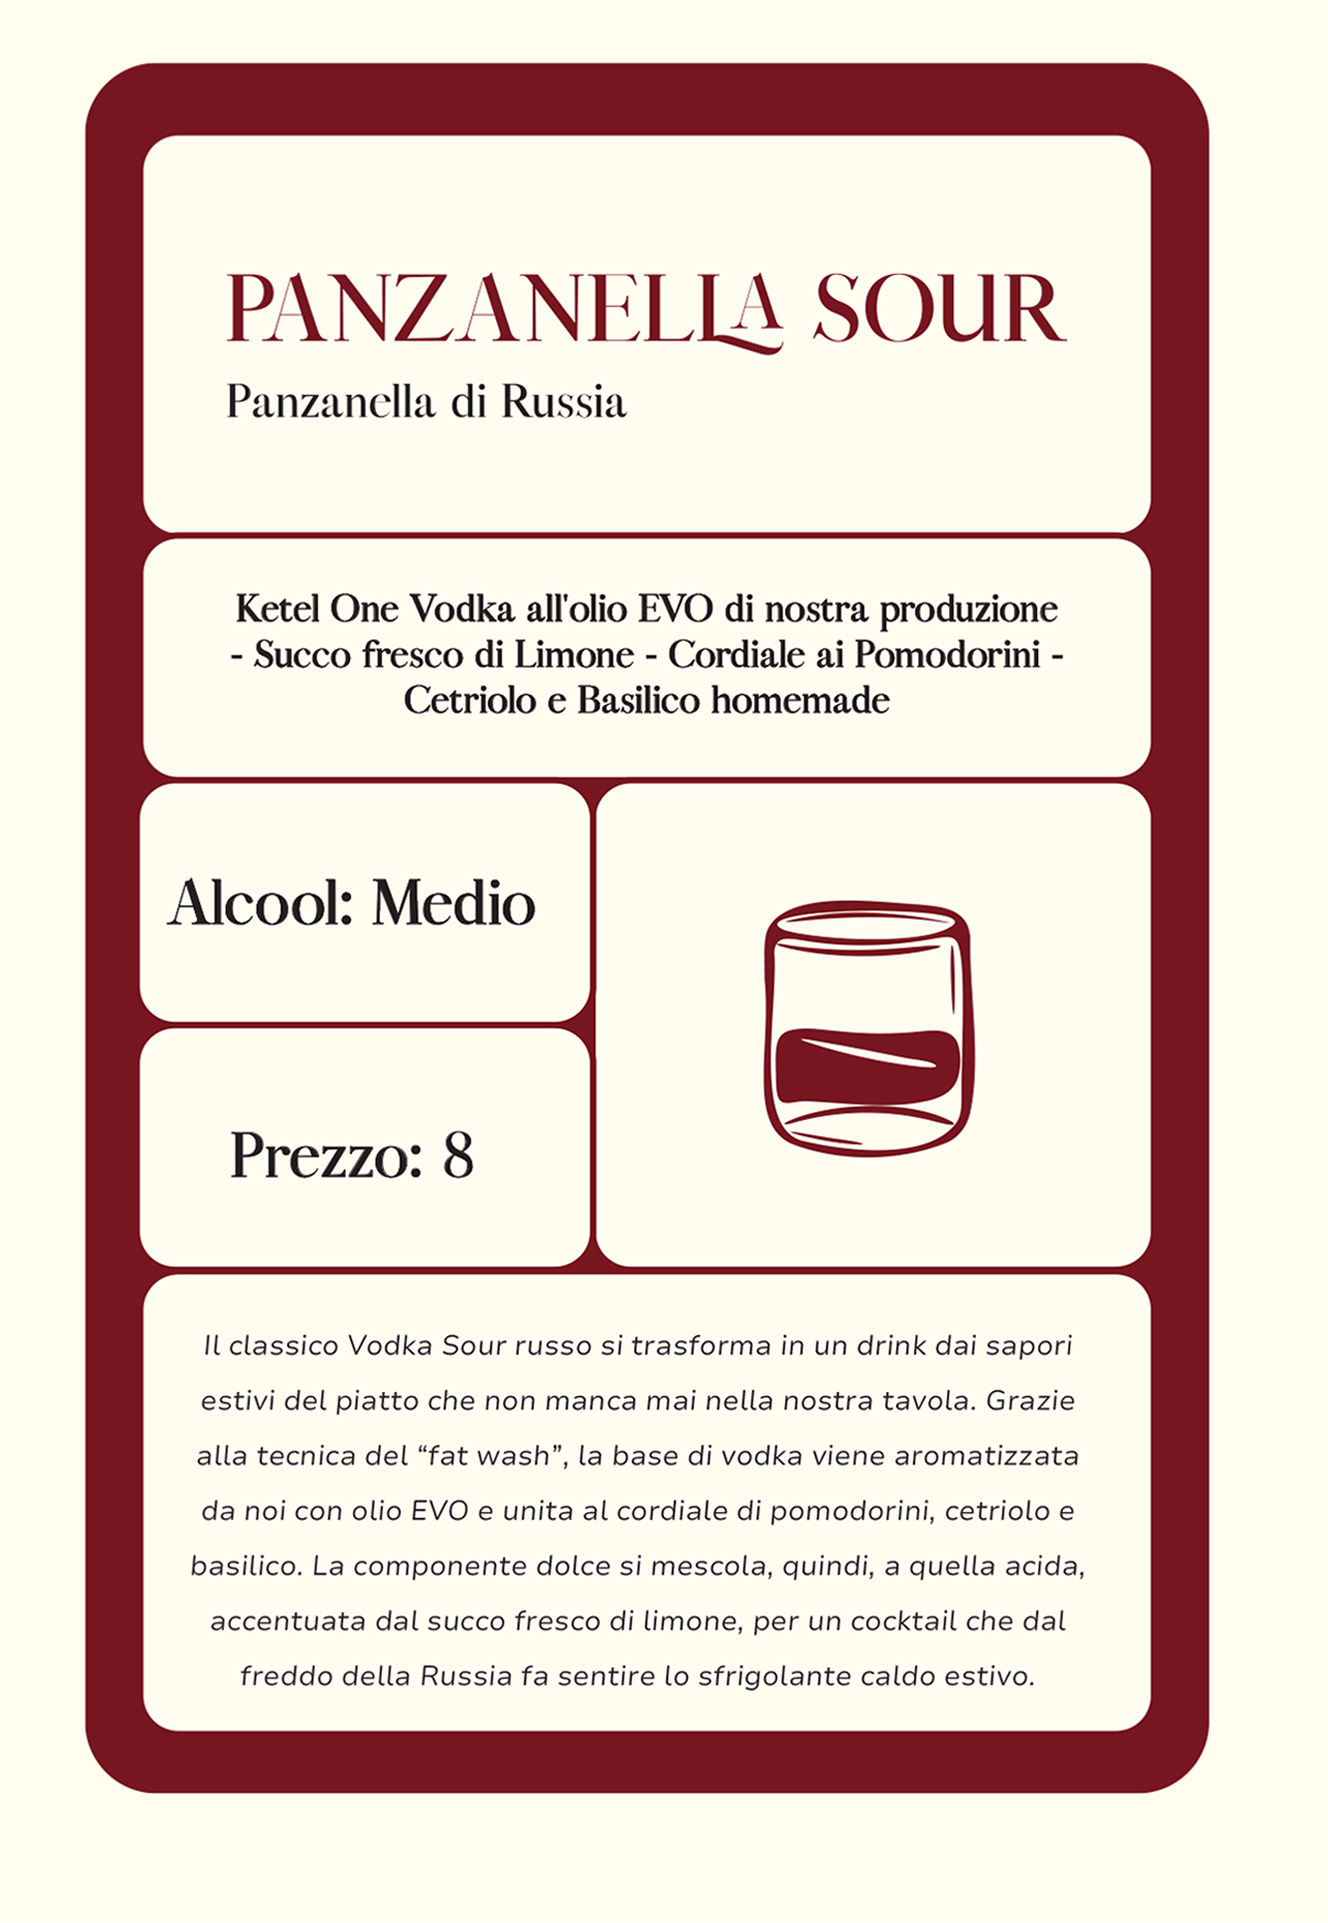 PANZANELLA SOUR
Panzanella di Russia
Ketel One Vodka all'olio EVO di nostra produzione
- Succo fresco di Limone - Cordiale ai Pomodorini -
Cetriolo e Basilico homemade
Alcool: Medio
Prezzo: 8
Il classico Vodka Sour russo si trasforma in un drink dai sapori
estivi del piatto che non manca mai nella nostra tavola. Grazie
alla tecnica del “fat wash”, la base di vodka viene aromatizzata
da noi con olio EVO e unita al cordiale di pomodorini, cetriolo e
basilico. La componente dolce si mescola, quindi, a quella acida,
accentuata dal succo fresco di limone, per un cocktail che dal
freddo della Russia fa sentire lo sfrigolante caldo estivo.